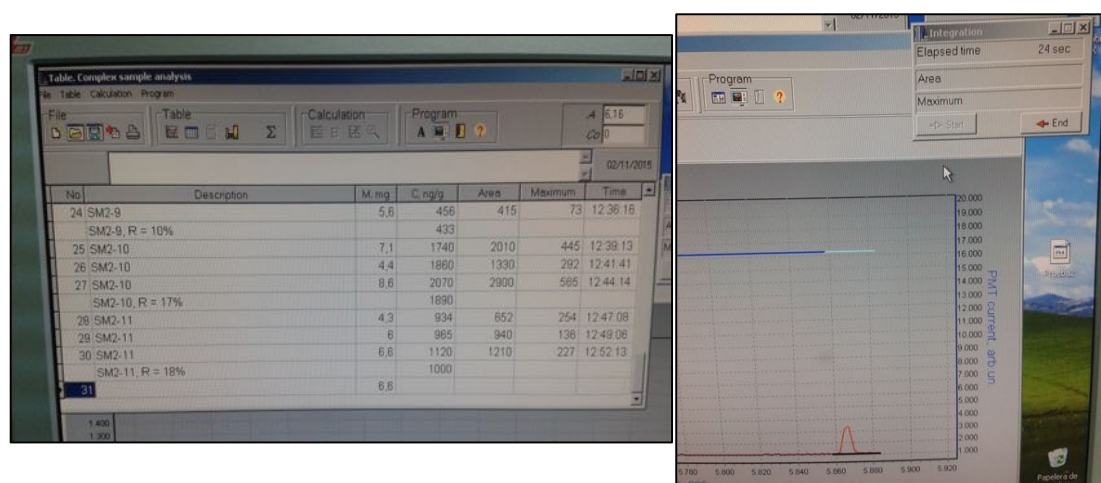 Table. Complex sample analysis
File Table Calculation Program
File Table Calculation Program A 6,16
Co 0
02/11/2015
No Description M, mg C, ng/g Area Maximum Time
24 SM2-9 5,6 456 415 73 12:36:16
SM2-9, R = 10% 433
25 SM2-10 7,1 1740 2010 445 12:39:13
26 SM2-10 4,4 1860 1330 292 12:41:41
27 SM2-10 8,6 2070 2900 565 12:44:14
SM2-10, R = 17% 1890
28 SM2-11 4,3 934 652 254 12:47:08
29 SM2-11 6 965 940 136 12:49:06
30 SM2-11 6,6 1120 1210 227 12:52:13
SM2-11, R = 18% 1000
31 6,6
1.400
1.300
02/11/2015
Integration
Elapsed time 24 sec
Area
Maximum
Start End
Program
20.000
19.000
18.000
17.000
16.000
15.000
14.000
13.000
12.000
11.000
10.000
9.000
8.000
7.000
6.000
5.000
4.000
3.000
2.000
1.000
PMT current, arb un.
5.780 5.800 5.820 5.840 5.860 5.880 5.900 5.920
Papelera de